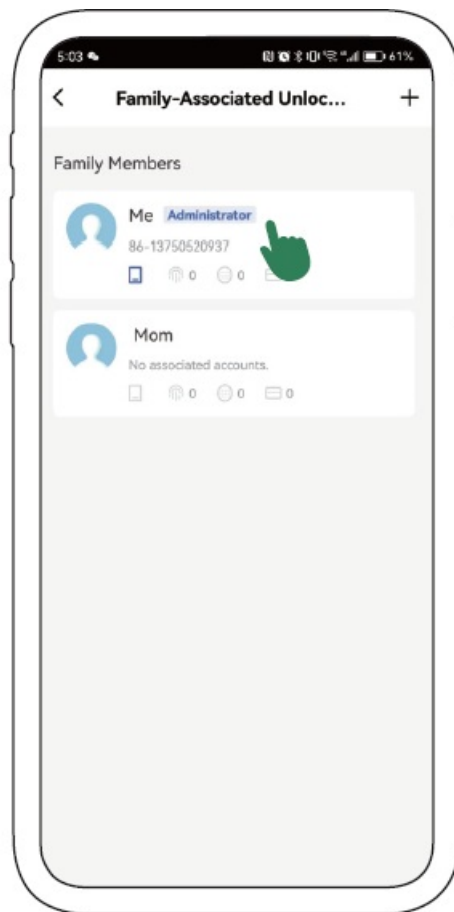 5:03 61%
Family-Associated Unloc...
Family Members
Me Administrator
86-13750520937
0 0
Mom
No associated accounts.
0 0 0